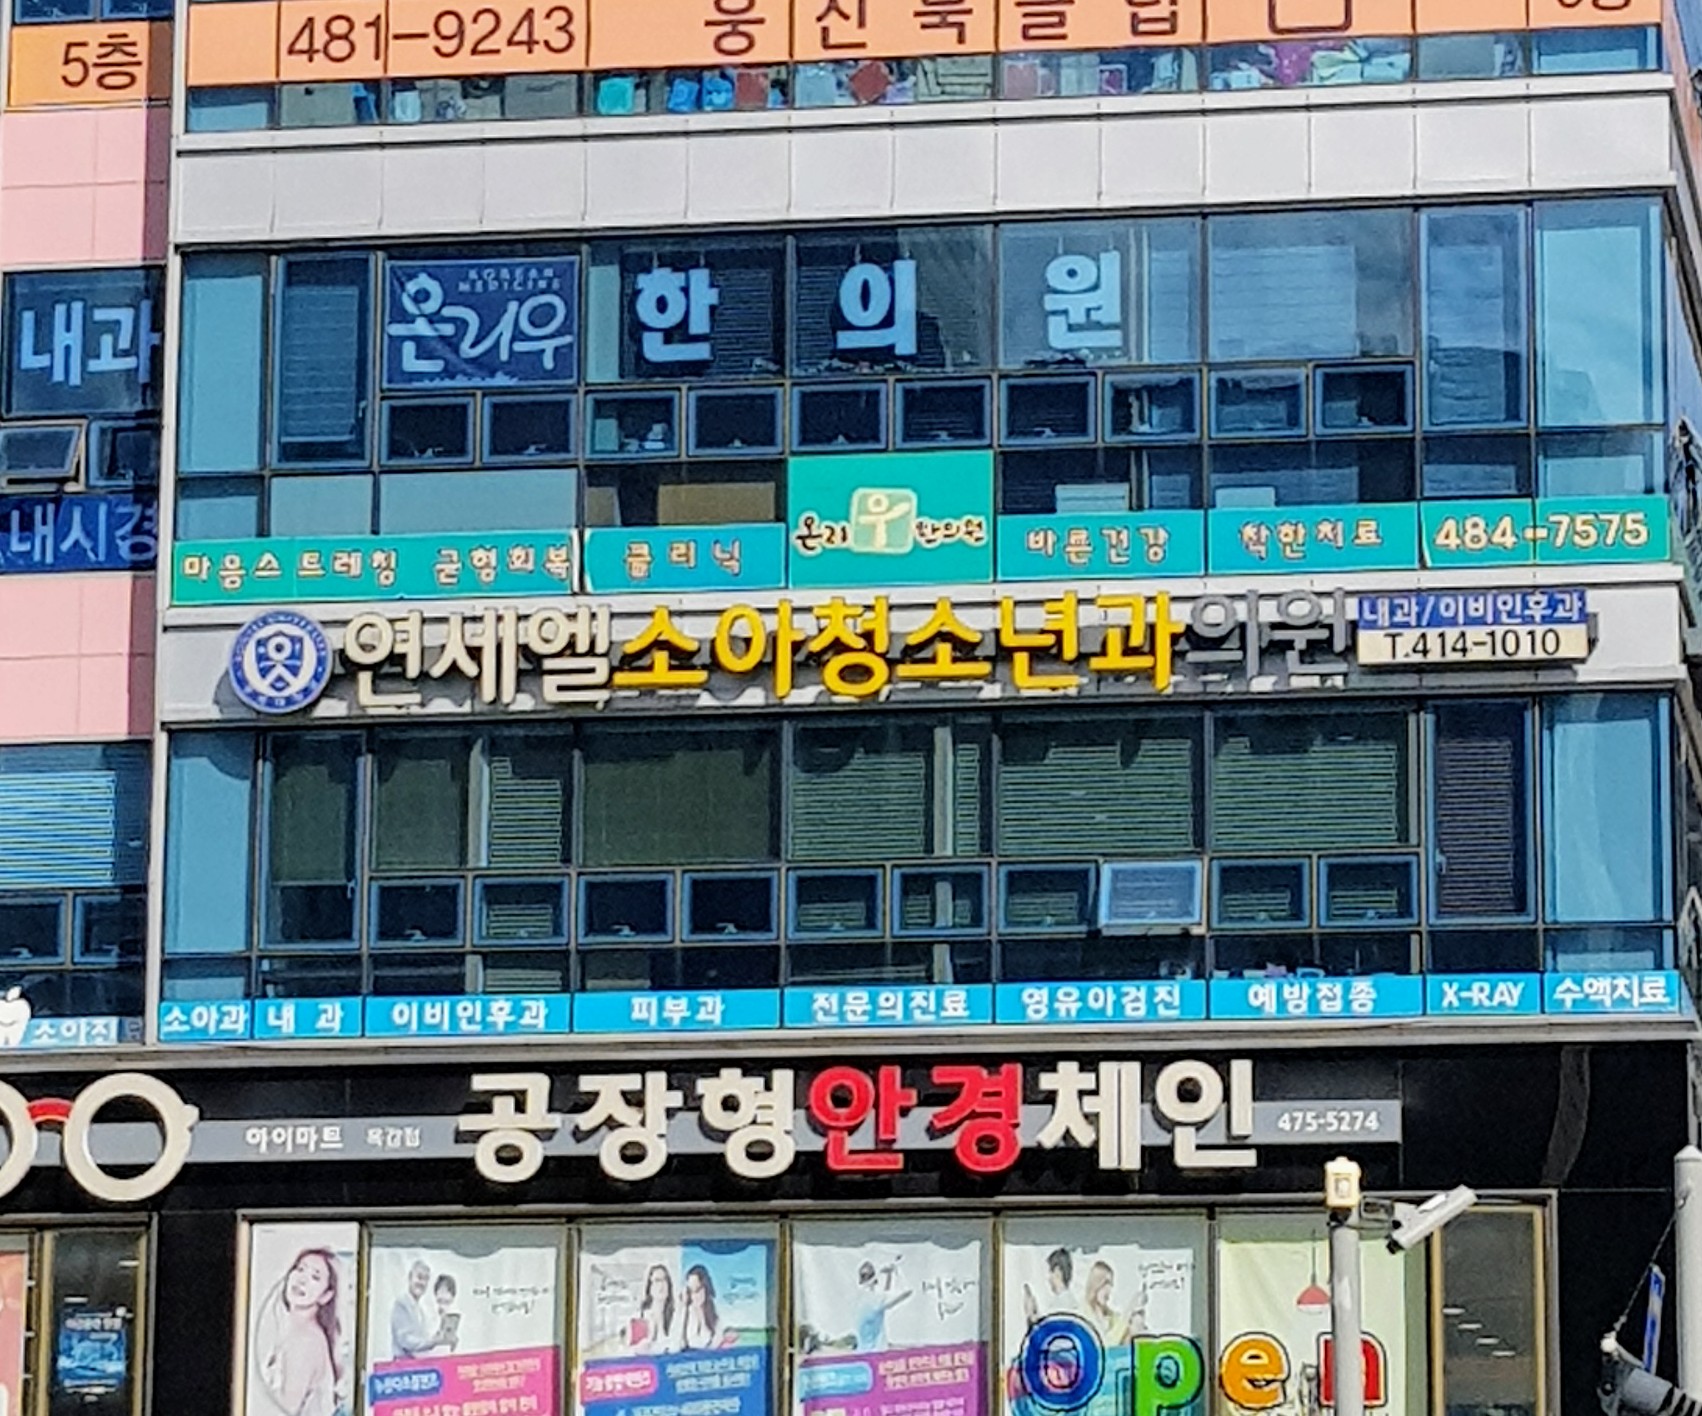 5층
481-9243 웅진북클럽
내과
KOREAN
MEDICINE
온리우 한의원
내시경
마음스트레칭 균형회복 클리닉 온리우한의원 바른건강 착한치료 484-7575
연세엘소아청소년과의원
내과/이비인후과
T.414-1010
소아진
소아과 내과 이비인후과 피부과 전문의진료 영유아검진 예방접종 X-RAY 수액치료
아이마트 목감점 공장형안경체인 475-5274
Open